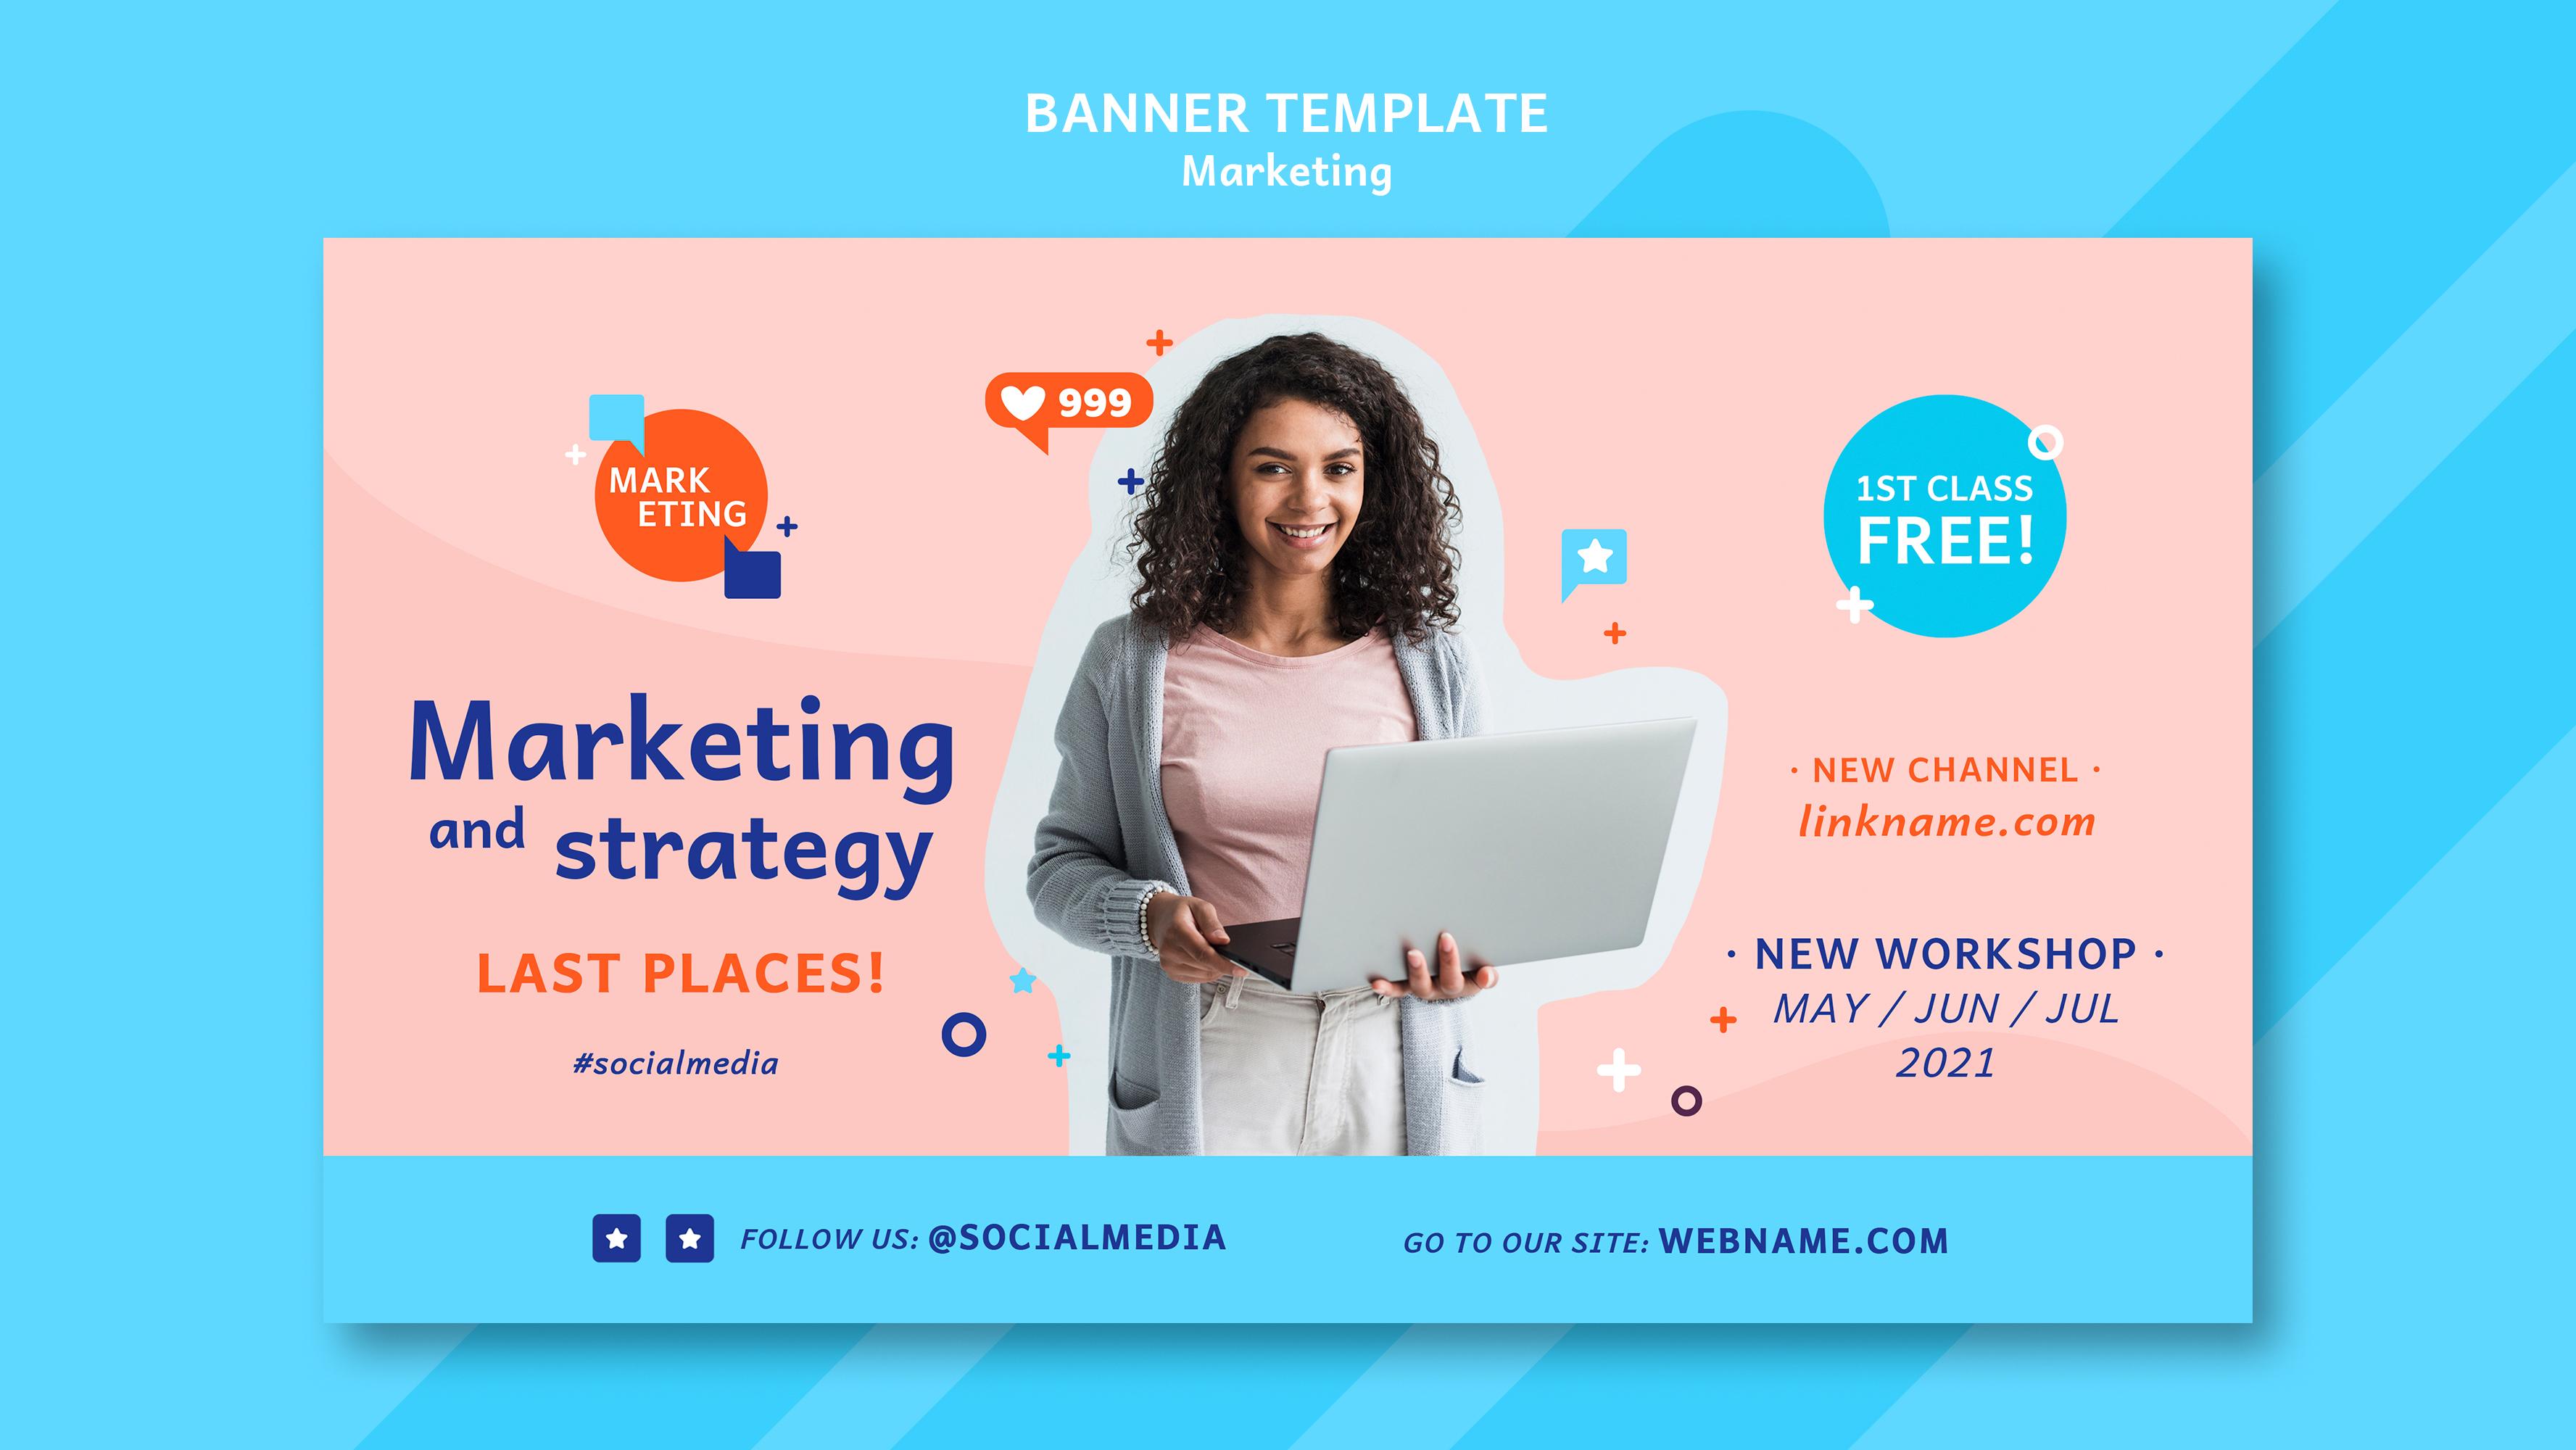 BANNER TEMPLATE
Marketing
MARK
ETING
999
1ST CLASS
FREE!
Marketing
and strategy
LAST PLACES!
#socialmedia
· NEW CHANNEL ·
linkname.com
· NEW WORKSHOP ·
MAY / JUN / JUL
2021
FOLLOW US: @SOCIALMEDIA
GO TO OUR SITE: WEBNAME.COM